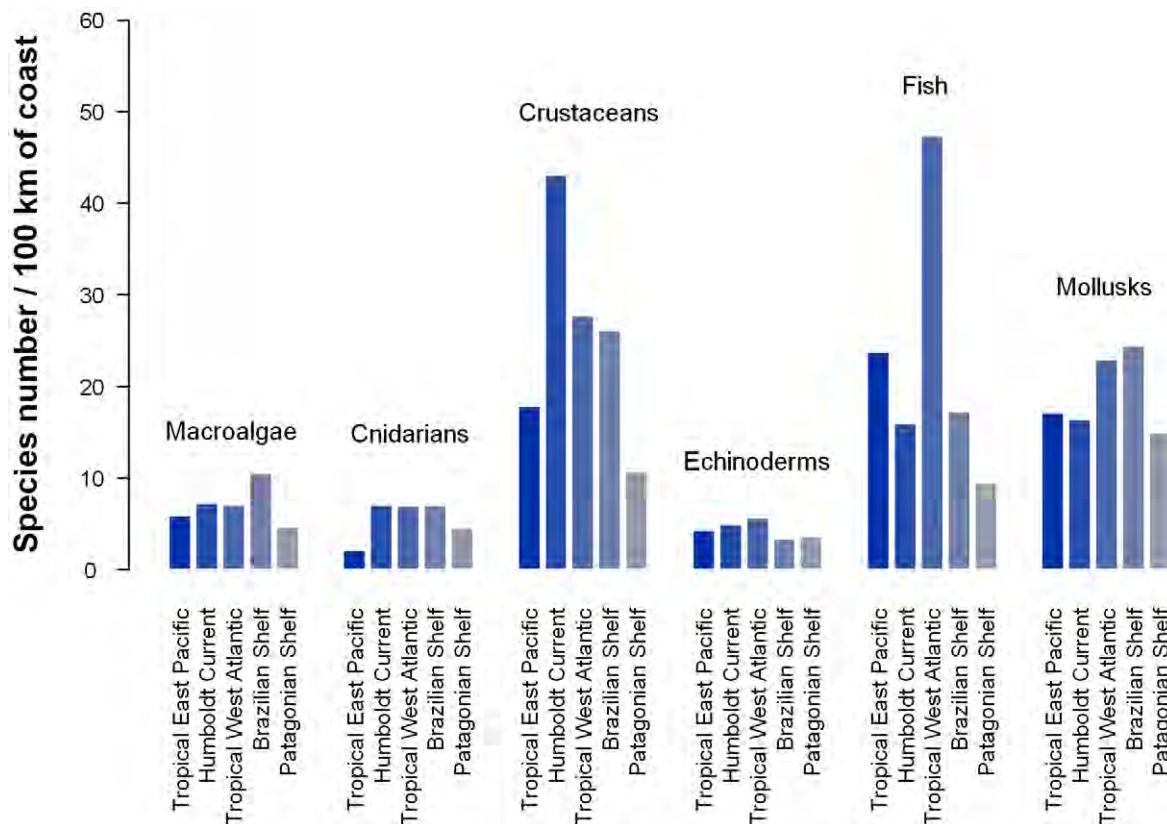 Species number / 100 km of coast
60
50
40
30
20
10
0
Macroalgae
Cnidarians
Crustaceans
Echinoderms
Fish
Mollusks
Tropical East Pacific
Humboldt Current
Tropical West Atlantic
Brazilian Shelf
Patagonian Shelf
Tropical East Pacific
Humboldt Current
Tropical West Atlantic
Brazilian Shelf
Patagonian Shelf
Tropical East Pacific
Humboldt Current
Tropical West Atlantic
Brazilian Shelf
Patagonian Shelf
Tropical East Pacific
Humboldt Current
Tropical West Atlantic
Brazilian Shelf
Patagonian Shelf
Tropical East Pacific
Humboldt Current
Tropical West Atlantic
Brazilian Shelf
Patagonian Shelf
Tropical East Pacific
Humboldt Current
Tropical West Atlantic
Brazilian Shelf
Patagonian Shelf